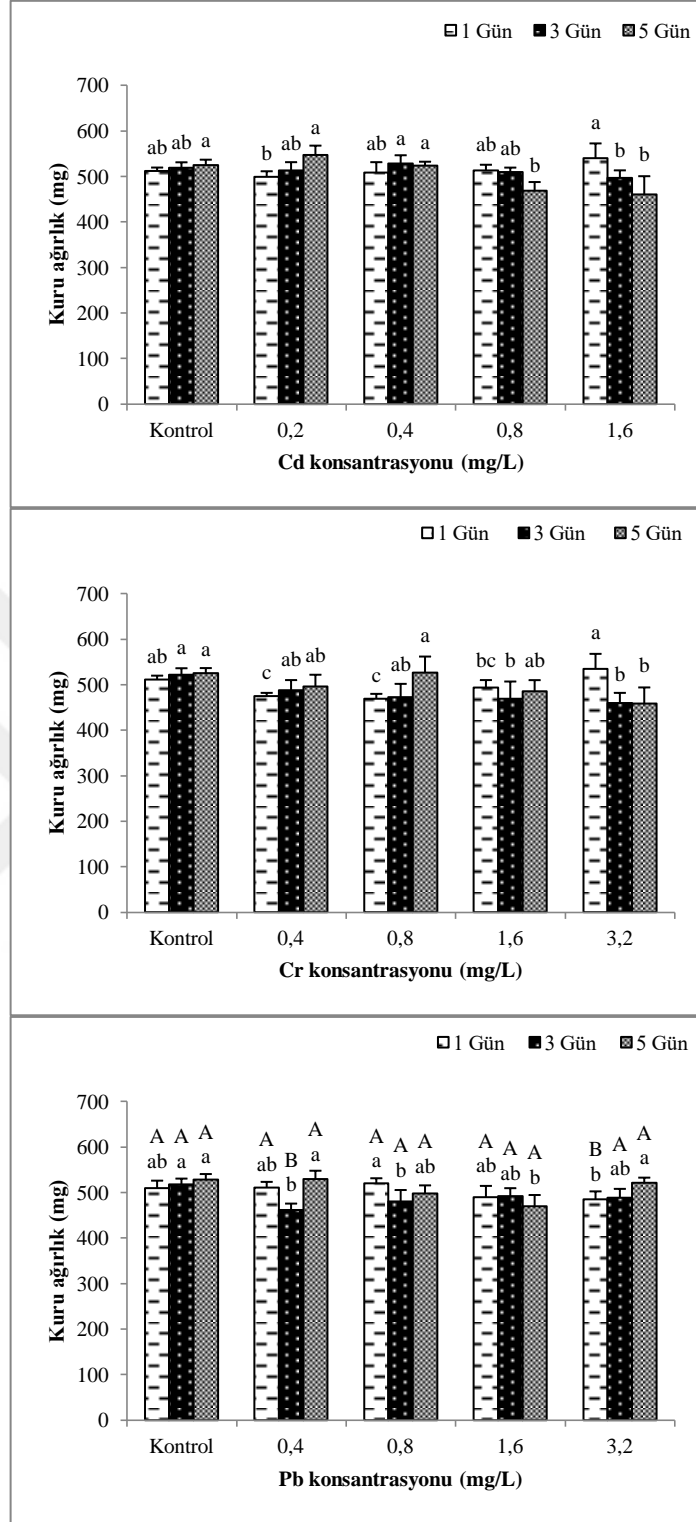 1 Gün 3 Gün 5 Gün
700
600
500
400
300
200
100
0
Kuru ağırlık (mg)
ab ab a b ab a ab a a ab ab b a b b
Kontrol 0,2 0,4 0,8 1,6
Cd konsantrasyonu (mg/L)
1 Gün 3 Gün 5 Gün
700
600
500
400
300
200
100
0
Kuru ağırlık (mg)
ab a a c ab ab c ab a bc b ab a b b
Kontrol 0,4 0,8 1,6 3,2
Cr konsantrasyonu (mg/L)
1 Gün 3 Gün 5 Gün
700
600
500
400
300
200
100
0
Kuru ağırlık (mg)
A A A A B A A A A A A A B A A
ab a a ab b a a b ab ab ab b b ab a
Kontrol 0,4 0,8 1,6 3,2
Pb konsantrasyonu (mg/L)